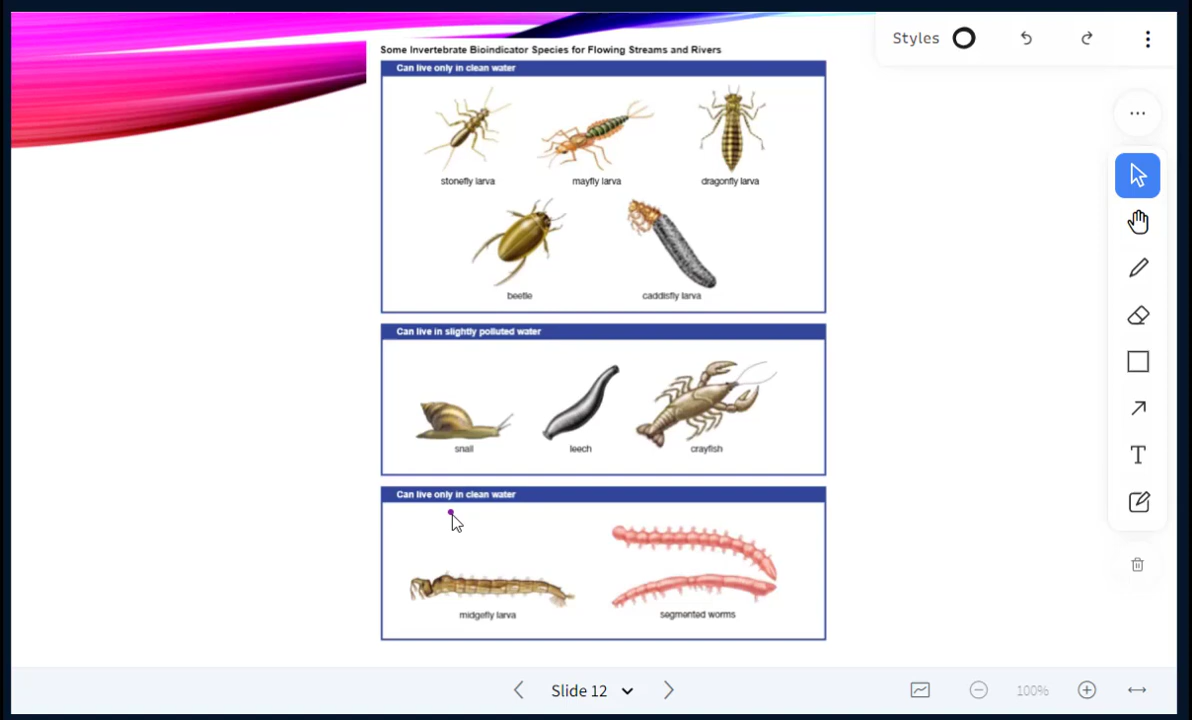 Styles
Some Invertebrate Bioindicator Species for Flowing Streams and Rivers
Can live only in clean water
stonefly larva mayfly larva dragonfly larva
beetle caddisfly larva
Can live in slightly polluted water
snail leech crayfish
Can live only in clean water
midgefly larva segmented worms
T
Slide 12 100%